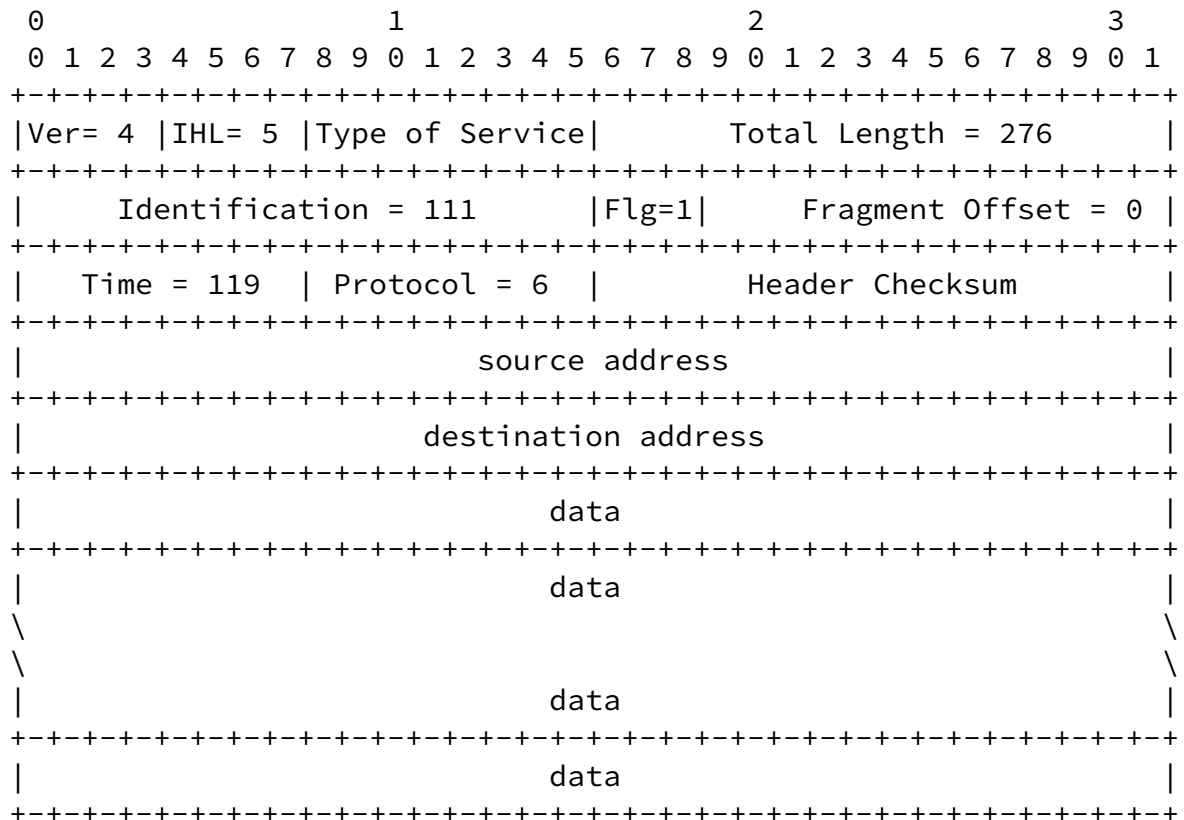 0                   1                   2                   3
 0 1 2 3 4 5 6 7 8 9 0 1 2 3 4 5 6 7 8 9 0 1 2 3 4 5 6 7 8 9 0 1
+-+-+-+-+-+-+-+-+-+-+-+-+-+-+-+-+-+-+-+-+-+-+-+-+-+-+-+-+-+-+-+-+
|Ver= 4 |IHL= 5 |Type of Service|       Total Length = 276      |
+-+-+-+-+-+-+-+-+-+-+-+-+-+-+-+-+-+-+-+-+-+-+-+-+-+-+-+-+-+-+-+-+
|     Identification = 111      |Flg=1|     Fragment Offset = 0 |
+-+-+-+-+-+-+-+-+-+-+-+-+-+-+-+-+-+-+-+-+-+-+-+-+-+-+-+-+-+-+-+-+
|   Time = 119  | Protocol = 6  |        Header Checksum        |
+-+-+-+-+-+-+-+-+-+-+-+-+-+-+-+-+-+-+-+-+-+-+-+-+-+-+-+-+-+-+-+-+
|                         source address                        |
+-+-+-+-+-+-+-+-+-+-+-+-+-+-+-+-+-+-+-+-+-+-+-+-+-+-+-+-+-+-+-+-+
|                      destination address                      |
+-+-+-+-+-+-+-+-+-+-+-+-+-+-+-+-+-+-+-+-+-+-+-+-+-+-+-+-+-+-+-+-+
|                             data                              |
+-+-+-+-+-+-+-+-+-+-+-+-+-+-+-+-+-+-+-+-+-+-+-+-+-+-+-+-+-+-+-+-+
|                             data                              |
\                                                               \
\                                                               \
|                             data                              |
+-+-+-+-+-+-+-+-+-+-+-+-+-+-+-+-+-+-+-+-+-+-+-+-+-+-+-+-+-+-+-+-+
|                             data                              |
+-+-+-+-+-+-+-+-+-+-+-+-+-+-+-+-+-+-+-+-+-+-+-+-+-+-+-+-+-+-+-+-+